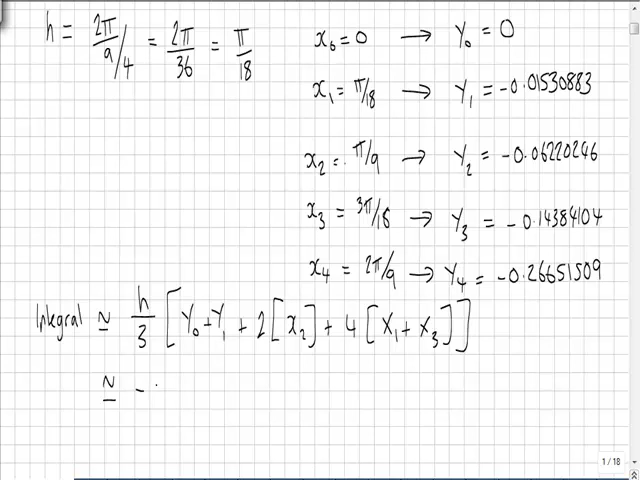 h = 2π/9/4 = 2π/36 = π/18
x₀ = 0 → Y₀ = 0
x₁ = π/18 → Y₁ = -0.01530883
x₂ = π/9 → Y₂ = -0.06220246
x₃ = 3π/18 → Y₃ = -0.14384104
x₄ = 2π/9 → Y₄ = -0.26651509
Integral ≃ h/3 [Y₀ + Y₁ + 2[x₂] + 4[x₁ + x₃]]
≃ - .
1 / 18